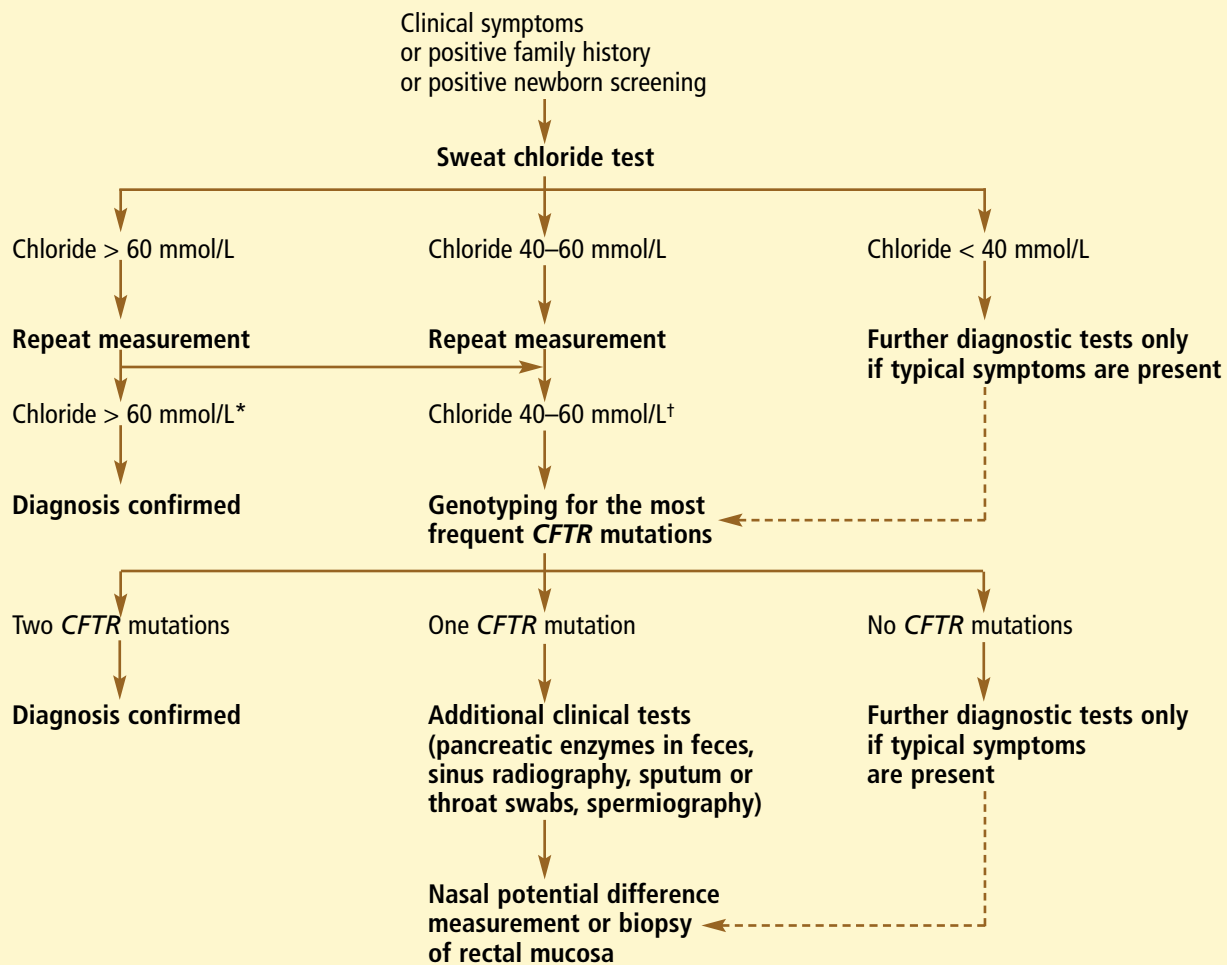 Clinical symptoms
or positive family history
or positive newborn screening
Sweat chloride test
Chloride > 60 mmol/L
Chloride 40–60 mmol/L
Chloride < 40 mmol/L
Repeat measurement
Repeat measurement
Further diagnostic tests only
if typical symptoms are present
Chloride > 60 mmol/L*
Chloride 40–60 mmol/L†
Diagnosis confirmed
Genotyping for the most
frequent CFTR mutations
Two CFTR mutations
One CFTR mutation
No CFTR mutations
Diagnosis confirmed
Additional clinical tests
(pancreatic enzymes in feces,
sinus radiography, sputum or
throat swabs, spermiography)
Further diagnostic tests only
if typical symptoms
are present
Nasal potential difference
measurement or biopsy
of rectal mucosa